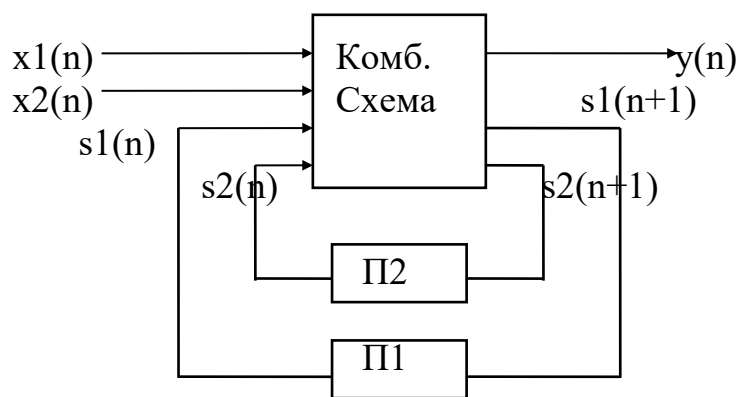 x1(n)
Комб.
y(n)
x2(n)
Схема
s1(n+1)
s1(n)
s2(n)
s2(n+1)
П2
П1